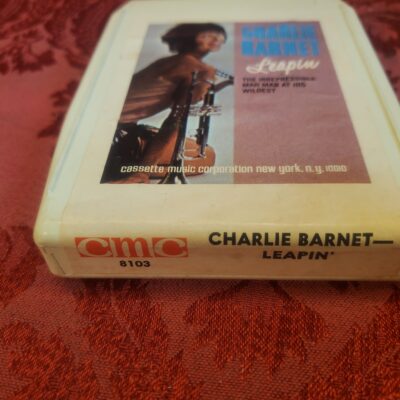 CHARLIE
BARNET
Leapin
THE IRREPRESSIBLE
MAD MAB AT HIS
WILDEST
cassette music corporation new york, n.y. 10010
cmc
8103
CHARLIE BARNET—
LEAPIN'